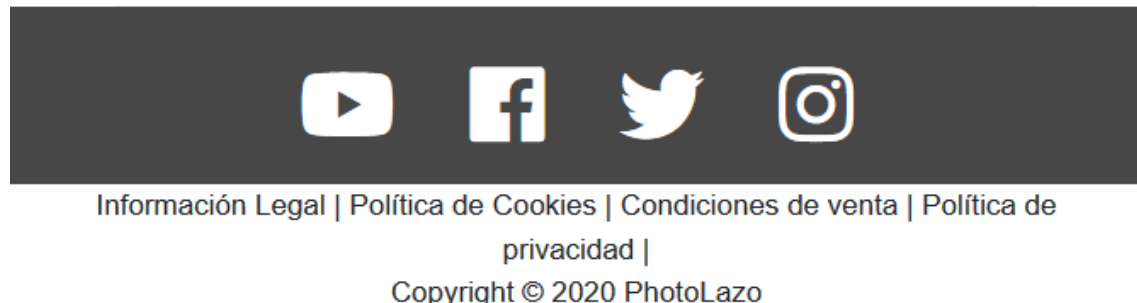 Información Legal | Política de Cookies | Condiciones de venta | Política de
privacidad |
Copyright © 2020 PhotoLazo